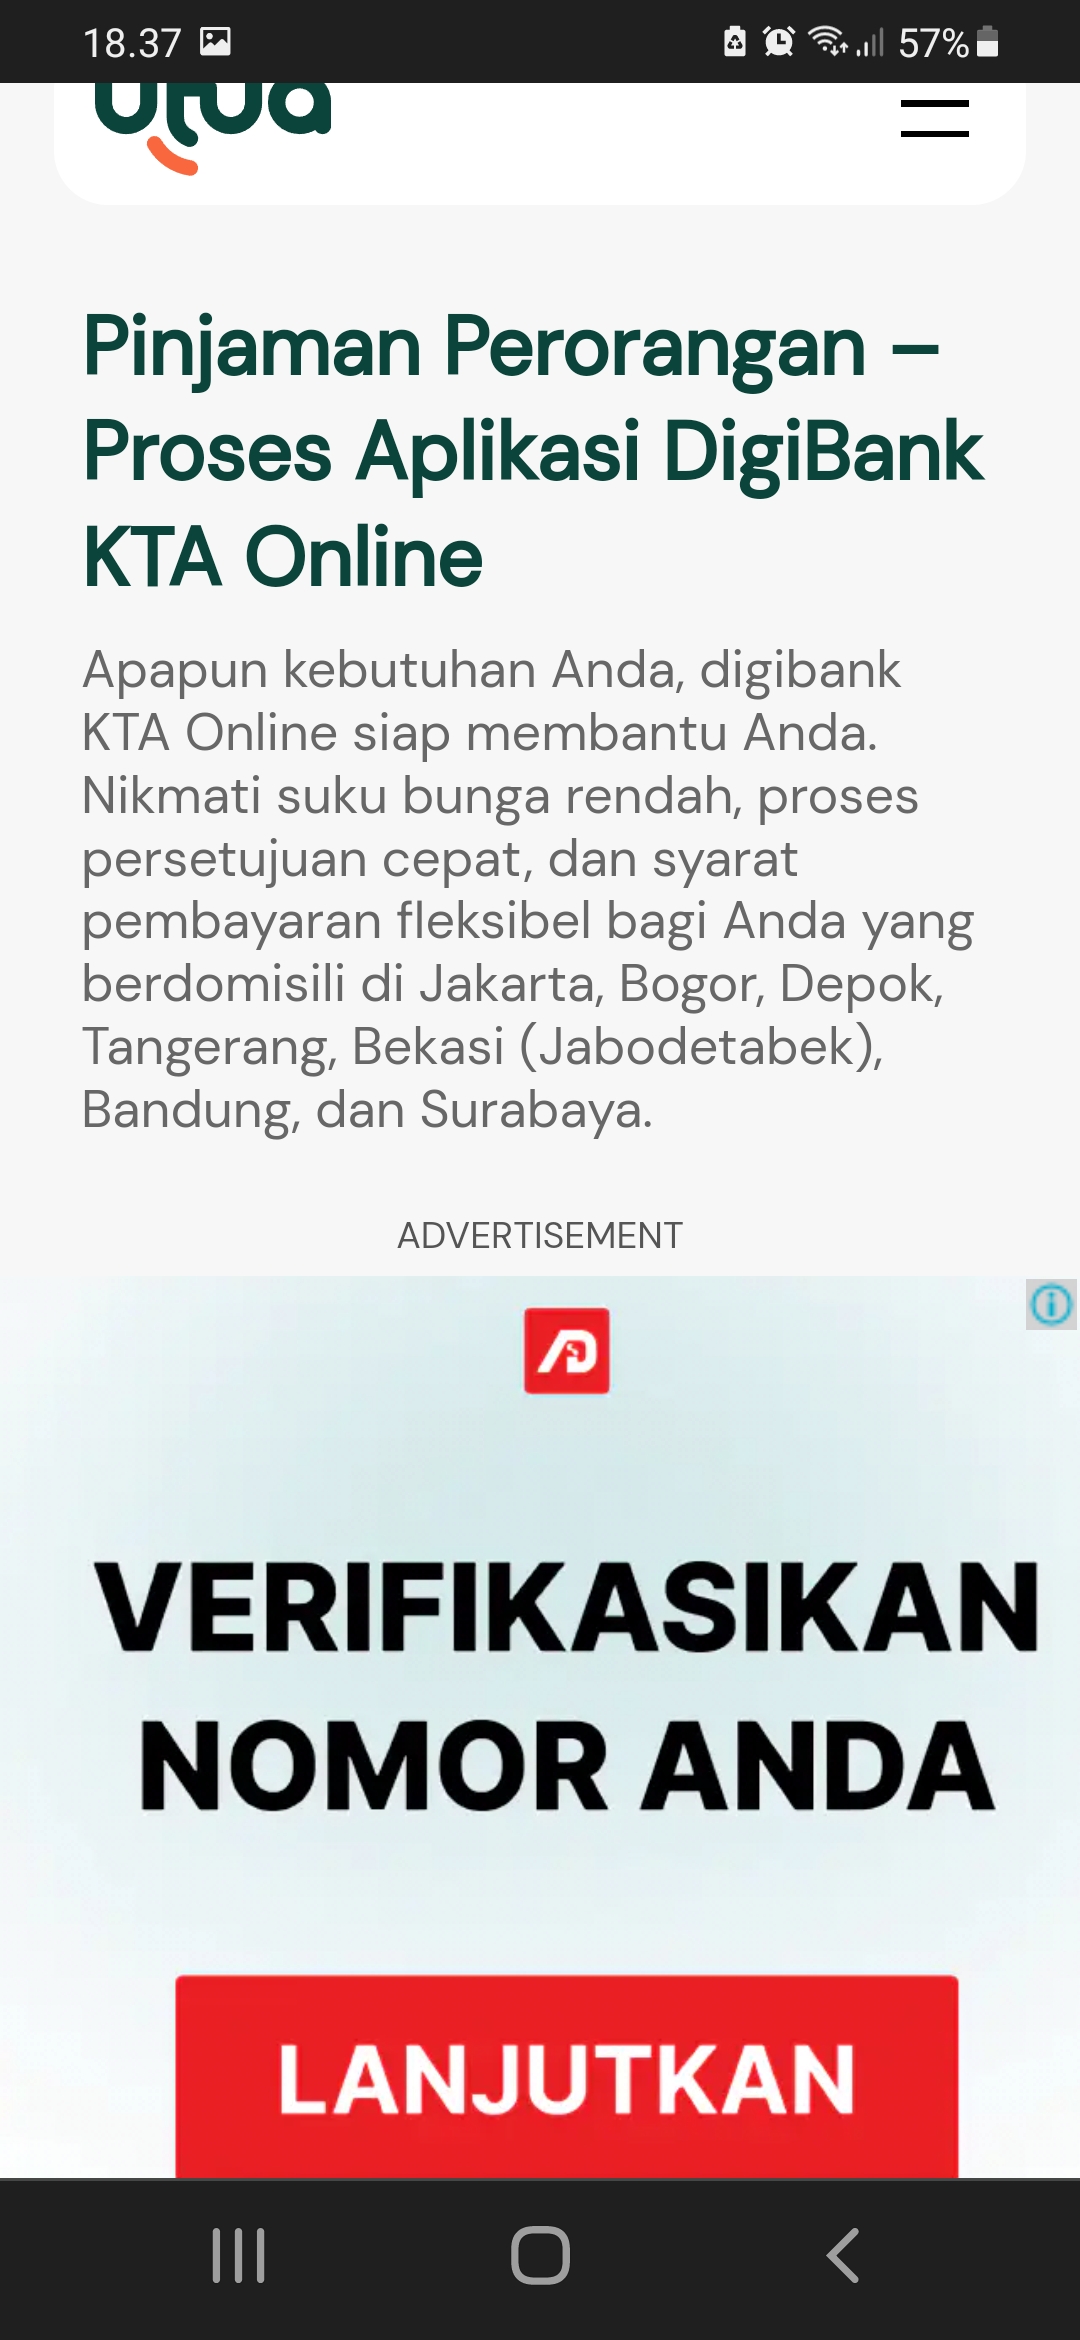 18.37
57%
utua
Pinjaman Perorangan –
Proses Aplikasi DigiBank
KTA Online
Apapun kebutuhan Anda, digibank
KTA Online siap membantu Anda.
Nikmati suku bunga rendah, proses
persetujuan cepat, dan syarat
pembayaran fleksibel bagi Anda yang
berdomisili di Jakarta, Bogor, Depok,
Tangerang, Bekasi (Jabodetabek),
Bandung, dan Surabaya.
ADVERTISEMENT
VERIFIKASIKAN
NOMOR ANDA
LANJUTKAN